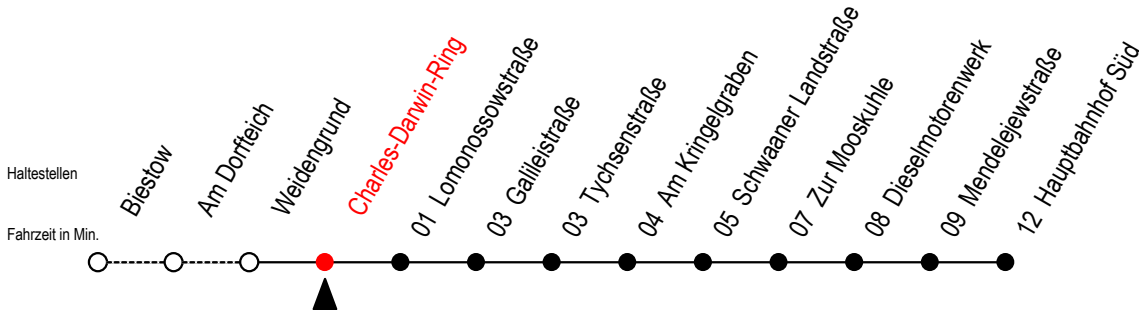 Haltestellen
Fahrzeit in Min.
Biestow
Am Dorfteich
Weidengrund
Charles-Darwin-Ring
01 Lomonossowstraße
03 Galileistraße
03 Tychsenstraße
04 Am Kringelgraben
05 Schwaaner Landstraße
07 Zur Mooskuhle
08 Dieselmotorenwerk
09 Mendelejewstraße
12 Hauptbahnhof Süd